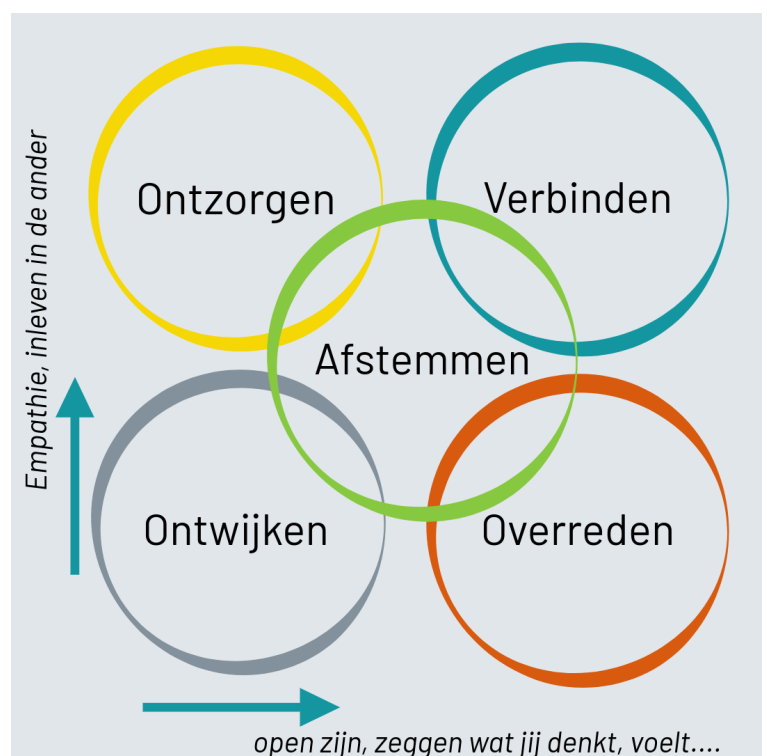 Ontzorgen
Verbinden
Afstemmen
Ontwijken
Overreden
Empathie, inleven in de ander
open zijn, zeggen wat jij denkt, voelt....